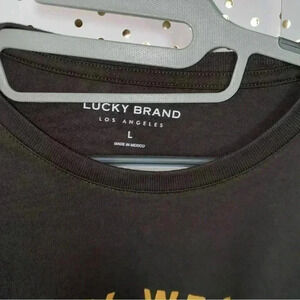 LUCKY BRAND
LOS ANGELES
L
MADE IN MEXICO